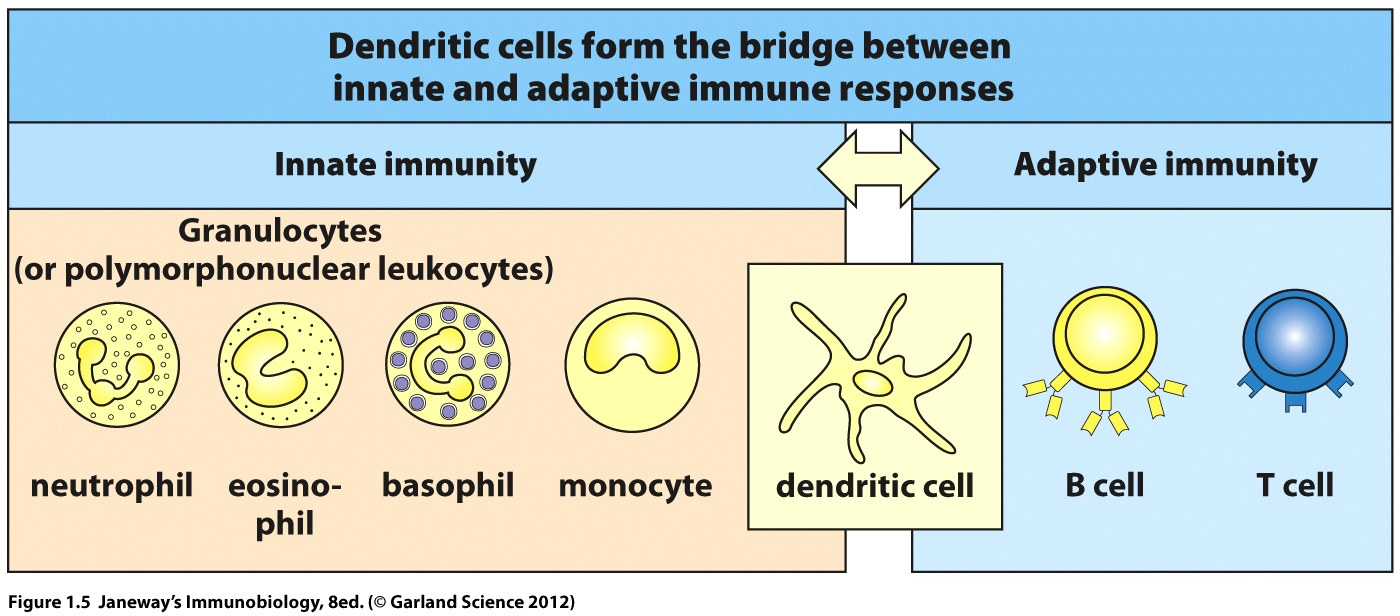 Dendritic cells form the bridge between
innate and adaptive immune responses
Innate immunity
Adaptive immunity
Granulocytes
(or polymorphonuclear leukocytes)
neutrophil
eosino-
phil
basophil
monocyte
dendritic cell
B cell
T cell
Figure 1.5 Janeway’s Immunobiology, 8ed. (© Garland Science 2012)